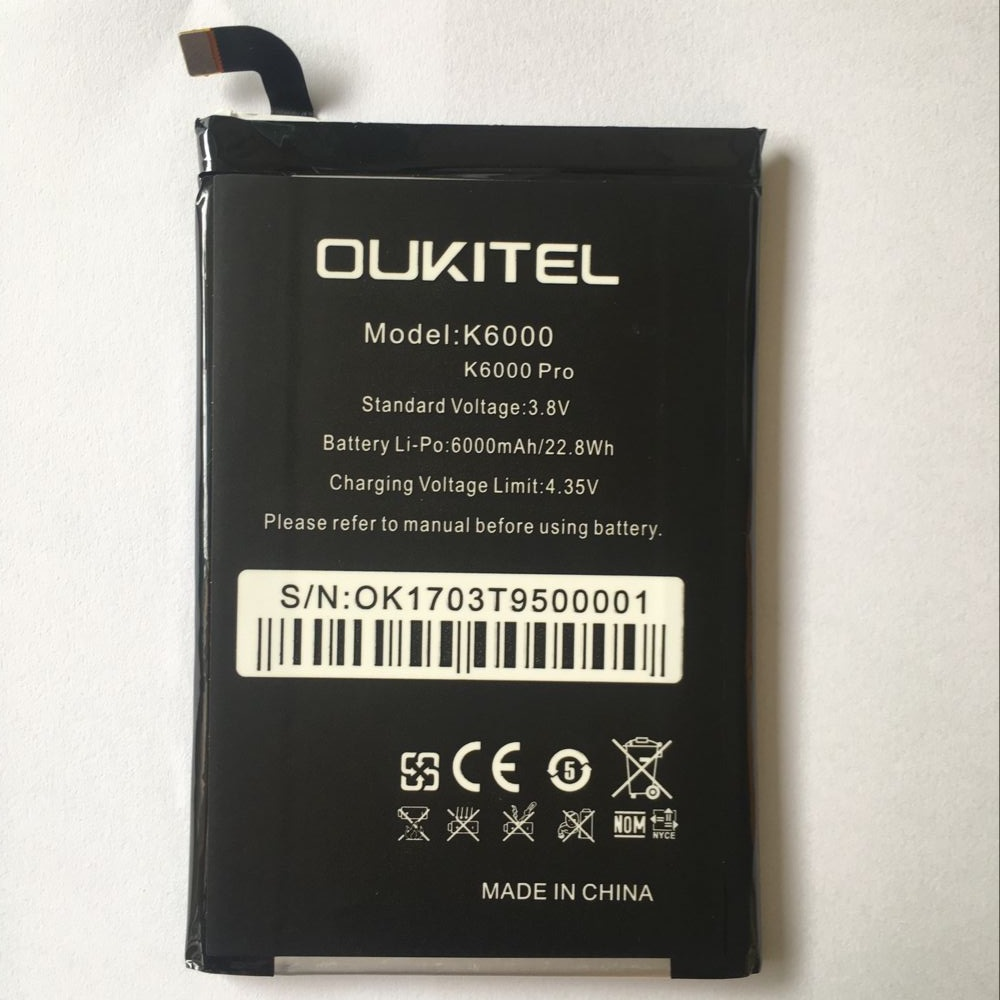 OUKITEL
Model:K6000
K6000 Pro
Standard Voltage:3.8V
Battery Li-Po:6000mAh/22.8Wh
Charging Voltage Limit:4.35V
Please refer to manual before using battery.
S/N:OK1703T9500001
CE
5
NOM
NYCE
MADE IN CHINA